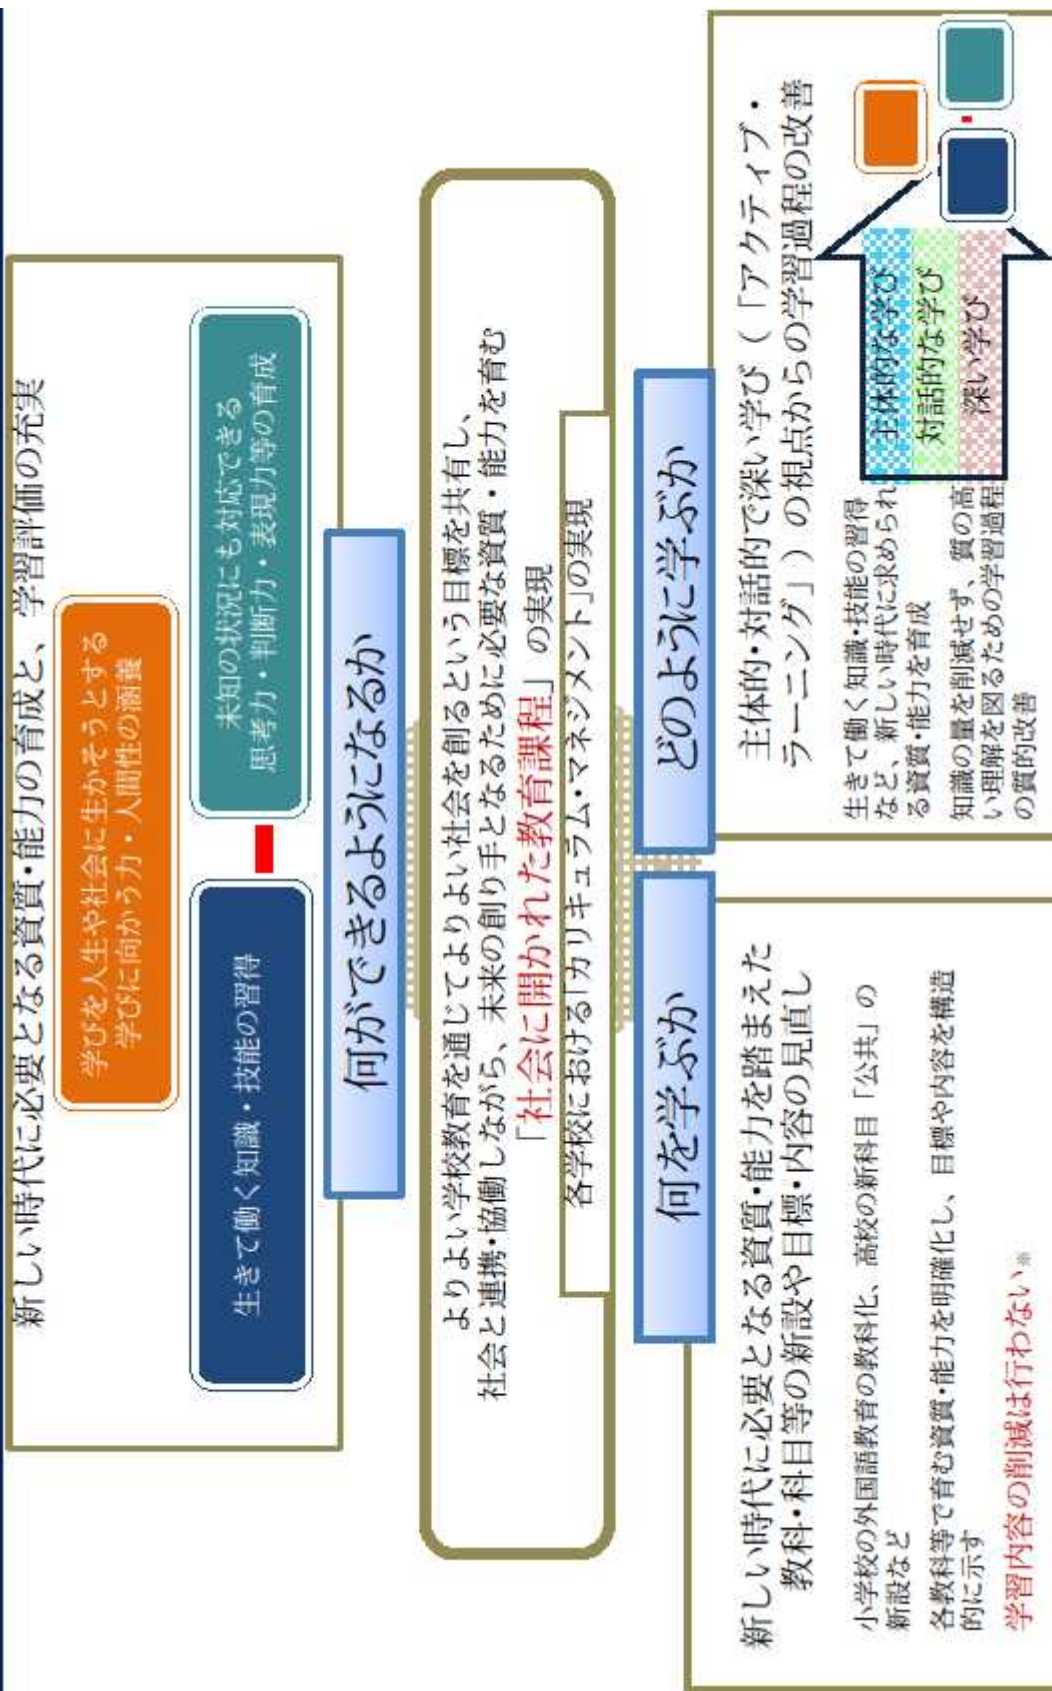 新しい時代に必要となる資質・能力の育成と、学習評価の充実
学びを人生や社会に生かそうとする
学びに向かう力・人間性の涵養
生きて働く知識・技能の習得
未知の状況にも対応できる
思考力・判断力・表現力等の育成
何ができるようになるか
よりよい学校教育を通じてよりよい社会を創るという目標を共有し、
社会と連携・協働しながら、未来の創り手となるために必要な資質・能力を育む
「社会に開かれた教育課程」の実現
各学校における「カリキュラム・マネジメント」の実現
何を学ぶか
新しい時代に必要となる資質・能力を踏まえた
教科・科目等の新設や目標・内容の見直し
小学校の外国語教育の教科化、高校の新科目「公共」の
新設など
各教科等で育む資質・能力を明確化し、目標や内容を構造
的に示す
学習内容の削減は行わない※
どのように学ぶか
主体的・対話的で深い学び（「アクティブ・
ラーニング」）の視点からの学習過程の改善
生きて働く知識・技能の習得
など、新しい時代に求められ
る資質・能力を育成
知識の量を削減せず、質の高
い理解を図るための学習過程
の質的改善
主体的な学び
対話的な学び
深い学び